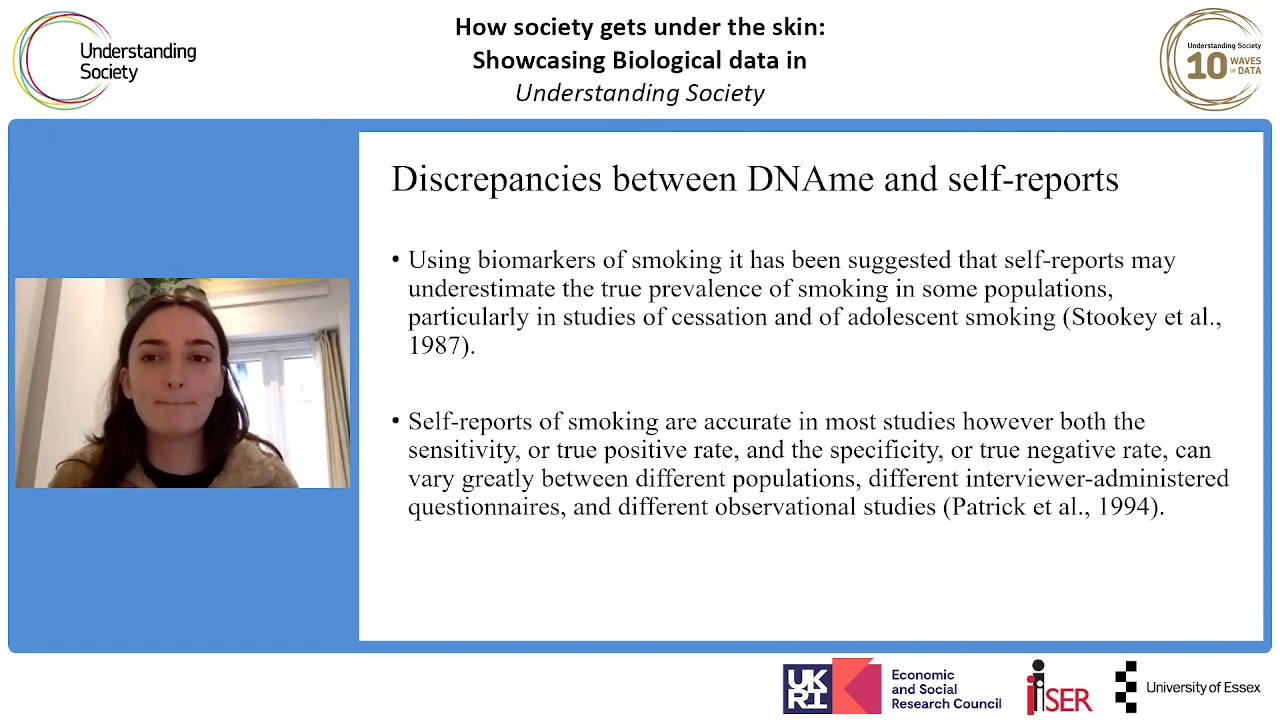 Understanding
Society
How society gets under the skin:
Showcasing Biological data in
Understanding Society
Understanding Society
10 WAVES
OF DATA
Discrepancies between DNAme and self-reports
• Using biomarkers of smoking it has been suggested that self-reports may
underestimate the true prevalence of smoking in some populations,
particularly in studies of cessation and of adolescent smoking (Stookey et al.,
1987).
• Self-reports of smoking are accurate in most studies however both the
sensitivity, or true positive rate, and the specificity, or true negative rate, can
vary greatly between different populations, different interviewer-administered
questionnaires, and different observational studies (Patrick et al., 1994).
UK
RI
Economic
and Social
Research Council
iISER
University of Essex